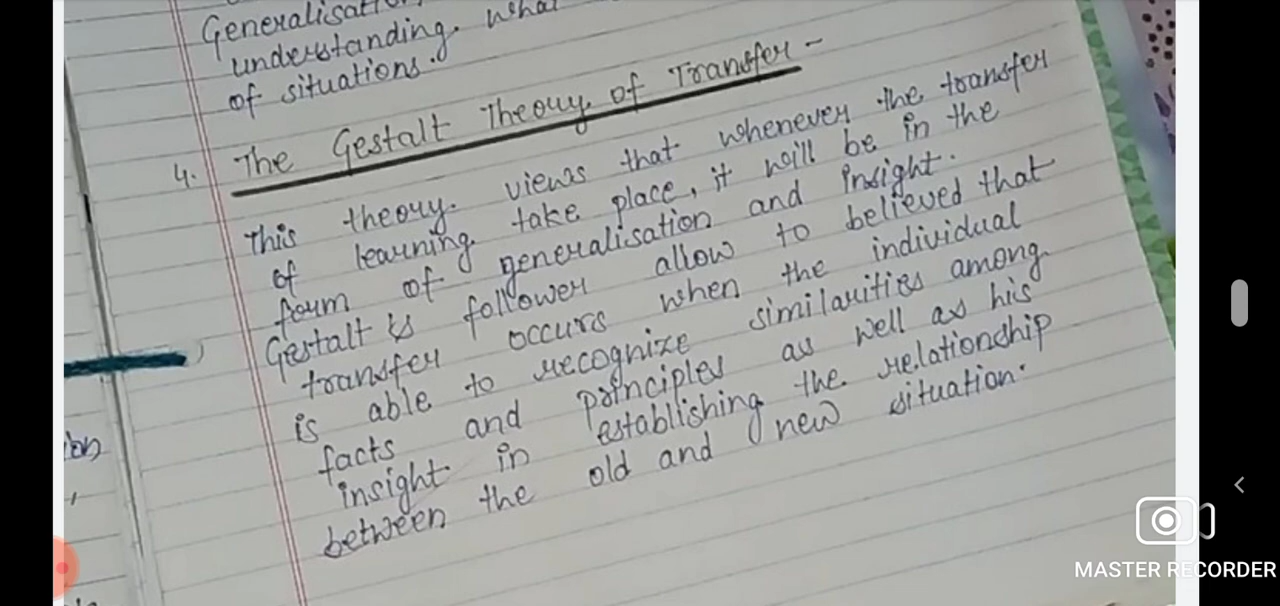 Generalisation,
understanding. what
of situations.
4. The Gestalt Theory of Transfer -
This theory. views that whenever the transfer
of learning take place, it will be in the
form of generalisation and insight.
Gestalt is follower allow to believed that
transfer occurs when the individual
is able to recognize similarities among
facts and principles as well as his
insight in establishing the relationship
between the old and new situation.
MASTER RECORDER